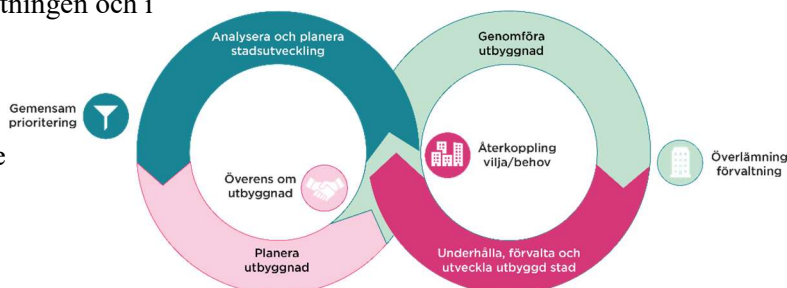 tningen och i
Analysera och planera
stadsutveckling
Genomföra
utbyggnad
Gemensam
prioritering
e
Återkoppling
vilja/behov
Överlämning
förvaltning
Överens om
utbyggnad
Planera
utbyggnad
Underhålla, förvalta och
utveckla utbyggd stad